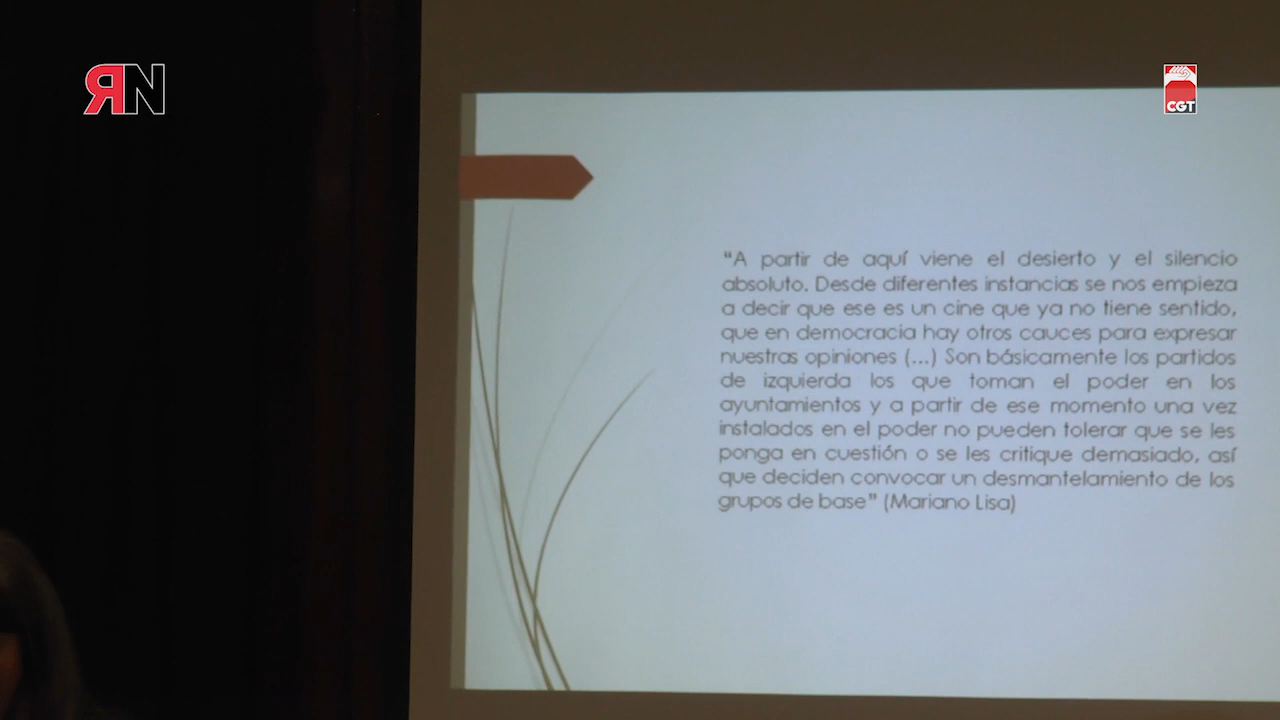 RN
CGT
“A partir de aquí viene el desierto y el silencio
absoluto. Desde diferentes instancias se nos empieza
a decir que ese es un cine que ya no tiene sentido,
que en democracia hay otros cauces para expresar
nuestras opiniones (...) Son básicamente los partidos
de izquierda los que toman el poder en los
ayuntamientos y a partir de ese momento una vez
instalados en el poder no pueden tolerar que se les
ponga en cuestión o se les critique demasiado, así
que deciden convocar un desmantelamiento de los
grupos de base” (Mariano Lisa)